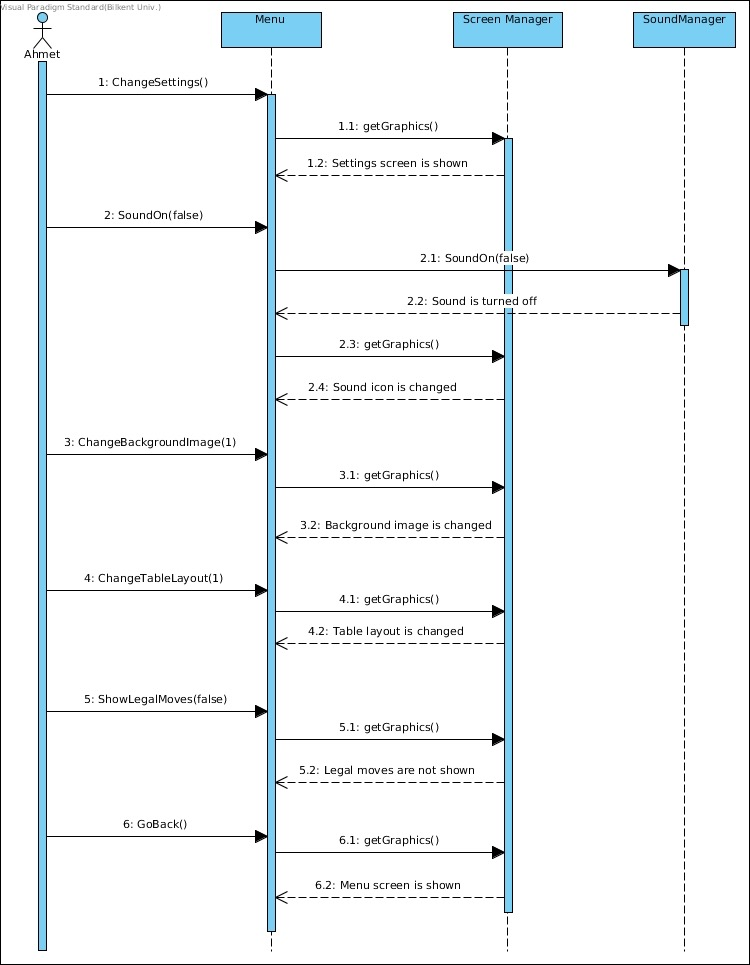 Visual Paradigm Standard(Bilkent Univ.)
Ahmet
Menu
Screen Manager
SoundManager
1: ChangeSettings()
1.1: getGraphics()
1.2: Settings screen is shown
2: SoundOn(false)
2.1: SoundOn(false)
2.2: Sound is turned off
2.3: getGraphics()
2.4: Sound icon is changed
3: ChangeBackgroundImage(1)
3.1: getGraphics()
3.2: Background image is changed
4: ChangeTableLayout(1)
4.1: getGraphics()
4.2: Table layout is changed
5: ShowLegalMoves(false)
5.1: getGraphics()
5.2: Legal moves are not shown
6: GoBack()
6.1: getGraphics()
6.2: Menu screen is shown